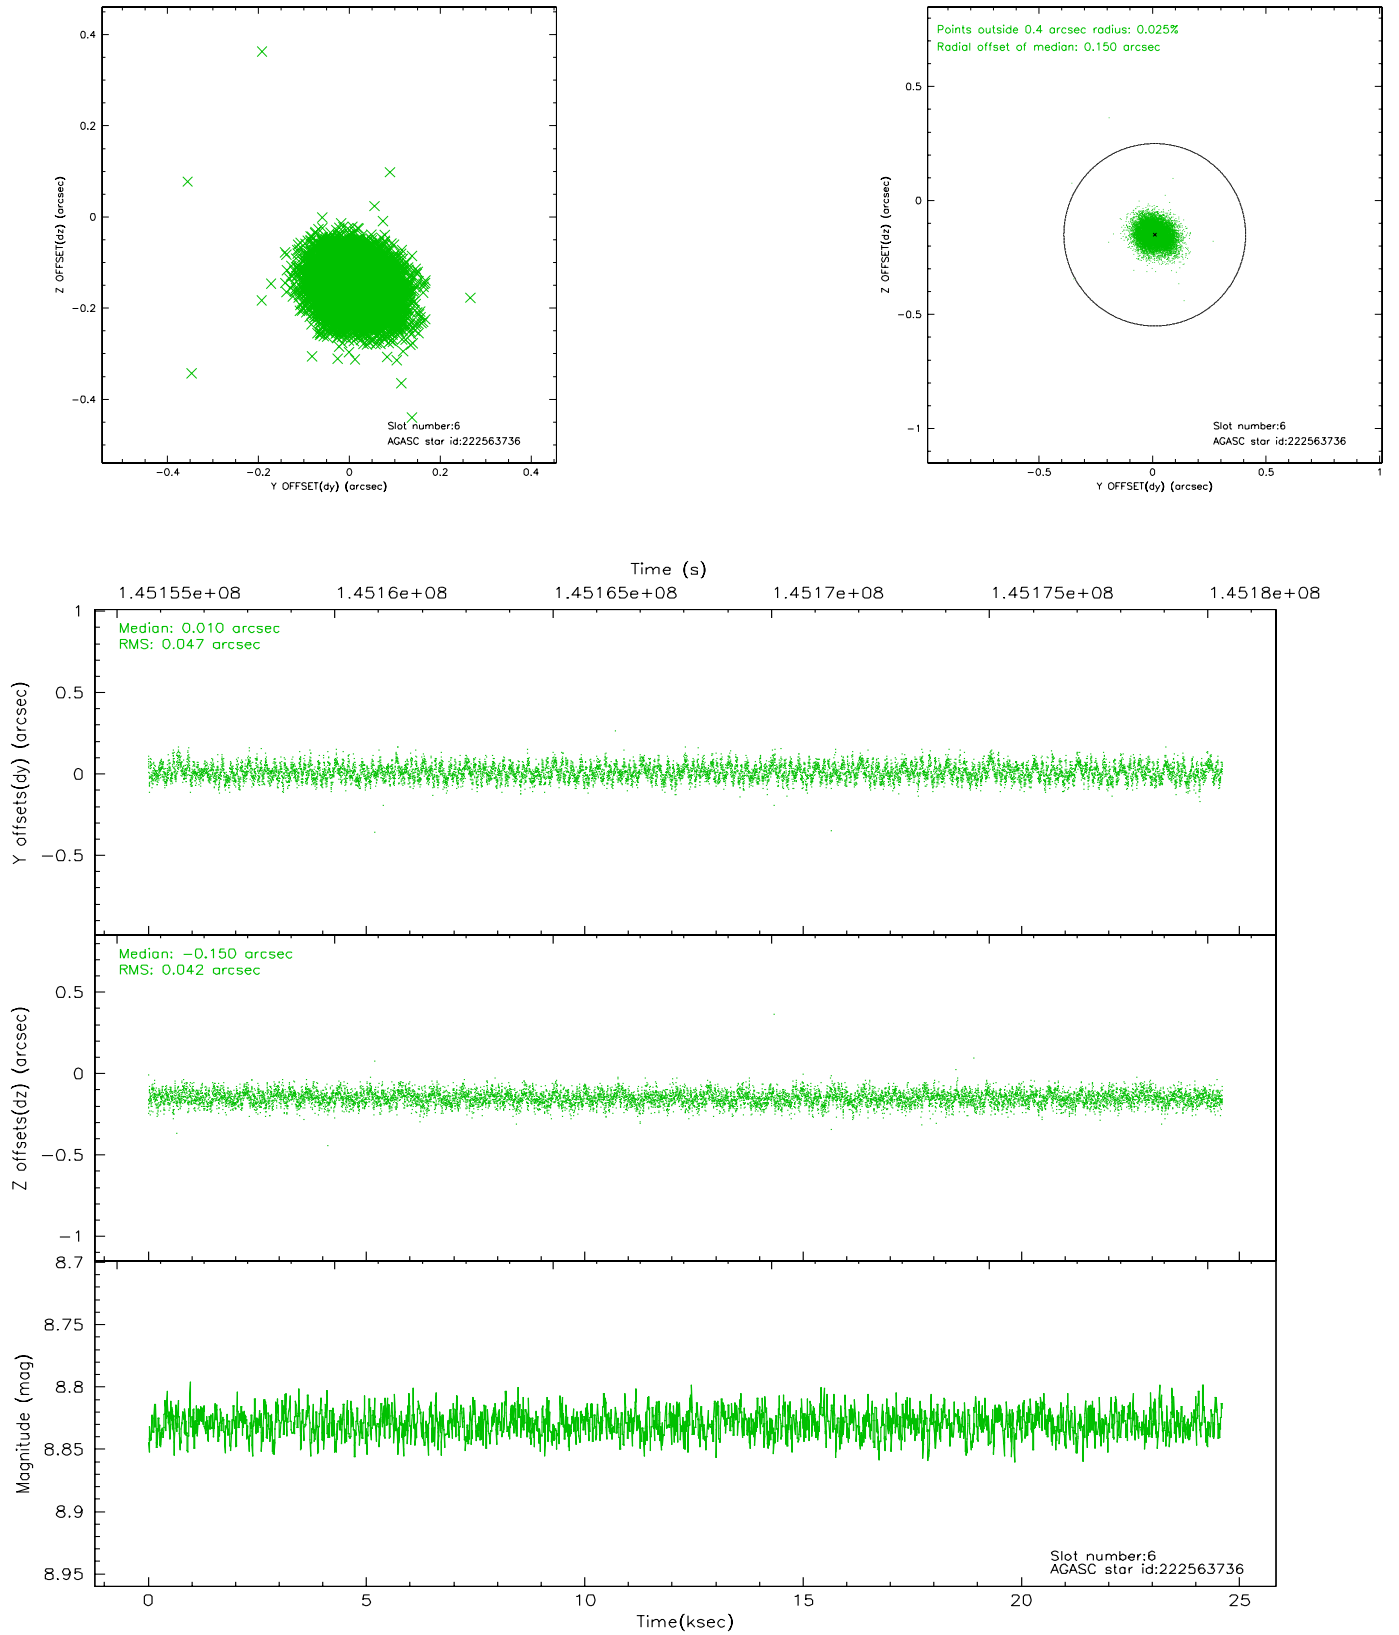 0.4
0.2
0
−0.2
−0.4
Z OFFSET(dz) (arcsec)
−0.4
−0.2
0
0.2
0.4
Y OFFSET(dy) (arcsec)
Slot number:6
AGASC star id:222563736
Points outside 0.4 arcsec radius: 0.025%
Radial offset of median: 0.150 arcsec
0.5
0
−0.5
−1
Z OFFSET(dz) (arcsec)
−0.5
0
0.5
1
Y OFFSET(dy) (arcsec)
Slot number:6
AGASC star id:222563736
Time (s)
1.45155e+08
1.4516e+08
1.45165e+08
1.4517e+08
1.45175e+08
1.4518e+08
Median: 0.010 arcsec
RMS: 0.047 arcsec
1
0.5
0
−0.5
Y offsets(dy) (arcsec)
Median: −0.150 arcsec
RMS: 0.042 arcsec
0.5
0
−0.5
−1
Z offsets(dz) (arcsec)
8.7
8.75
8.8
8.85
8.9
8.95
Magnitude (mag)
Slot number:6
AGASC star id:222563736
0
5
10
15
20
25
Time(ksec)